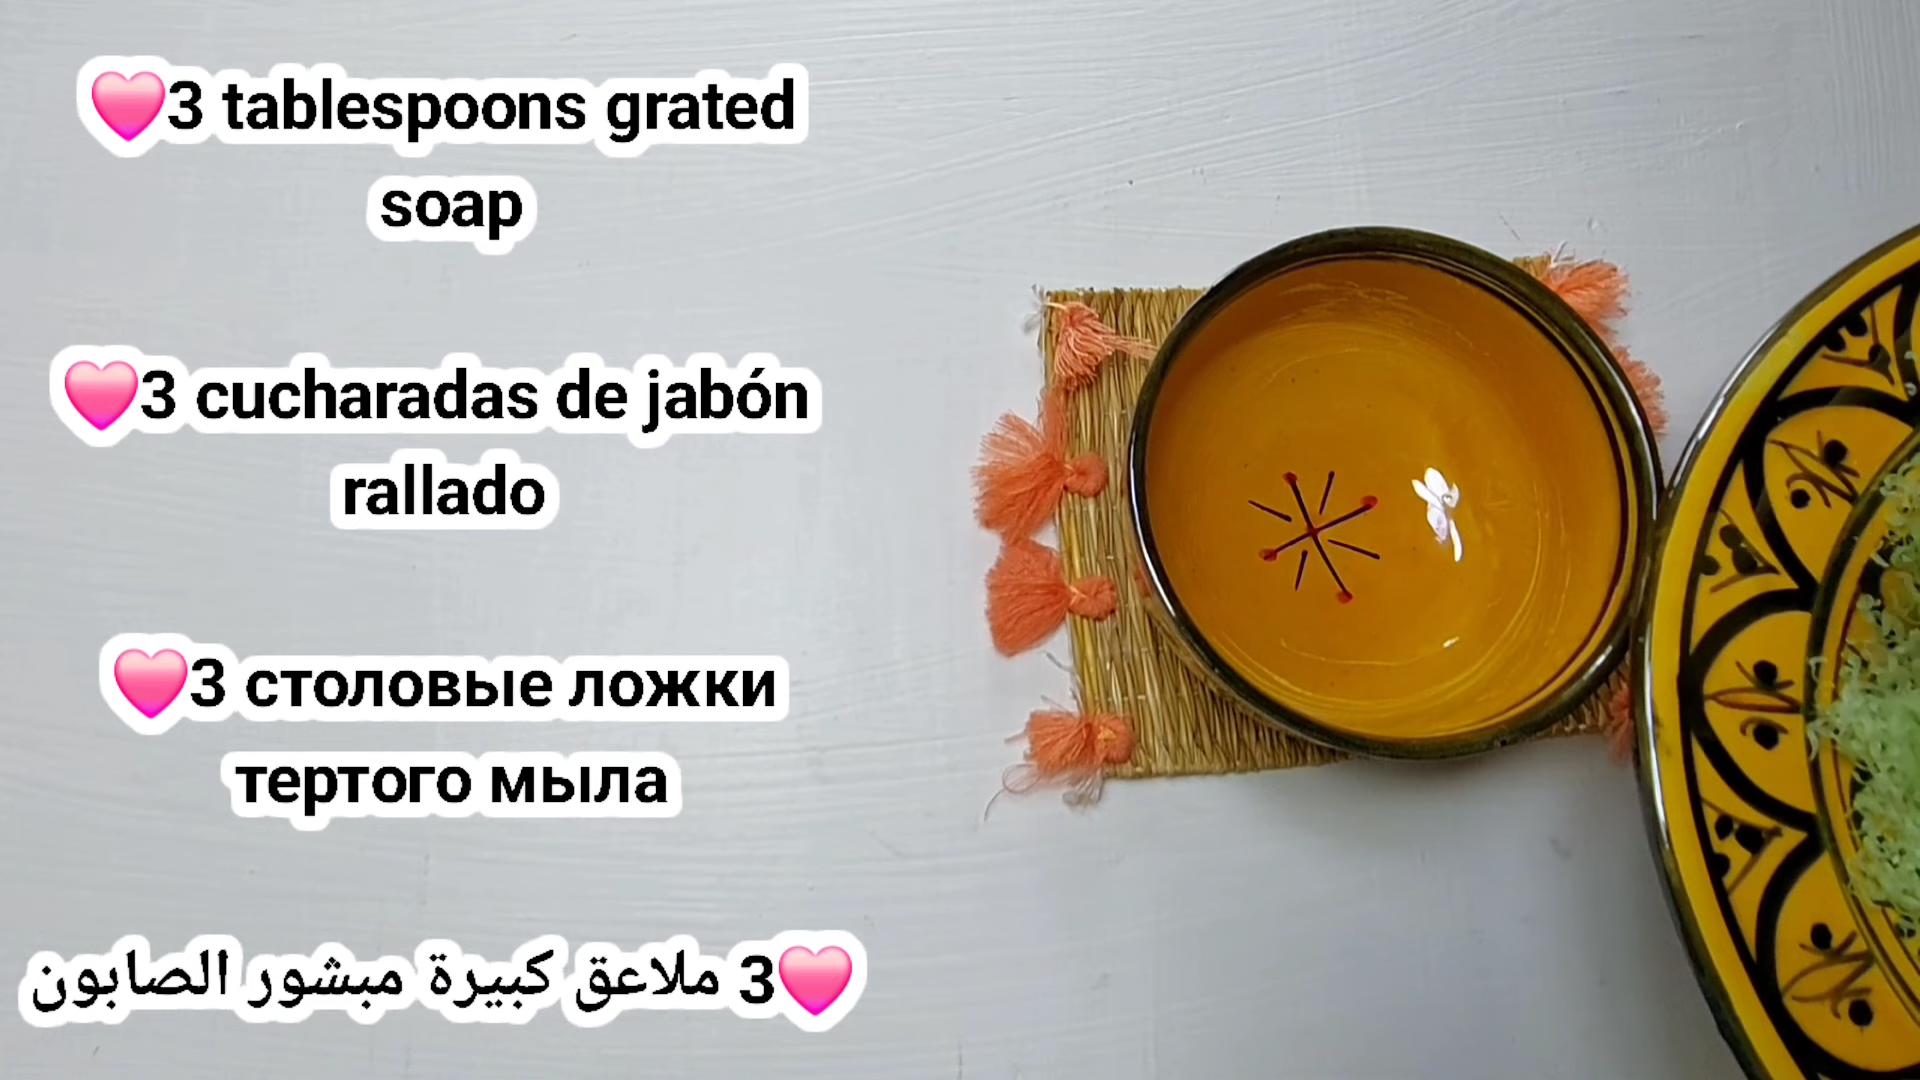 🩷3 tablespoons grated
soap
🩷3 cucharadas de jabón
rallado
🩷3 столовые ложки
тертого мыла
🩷3 ملاعق كبيرة مبشور الصابون